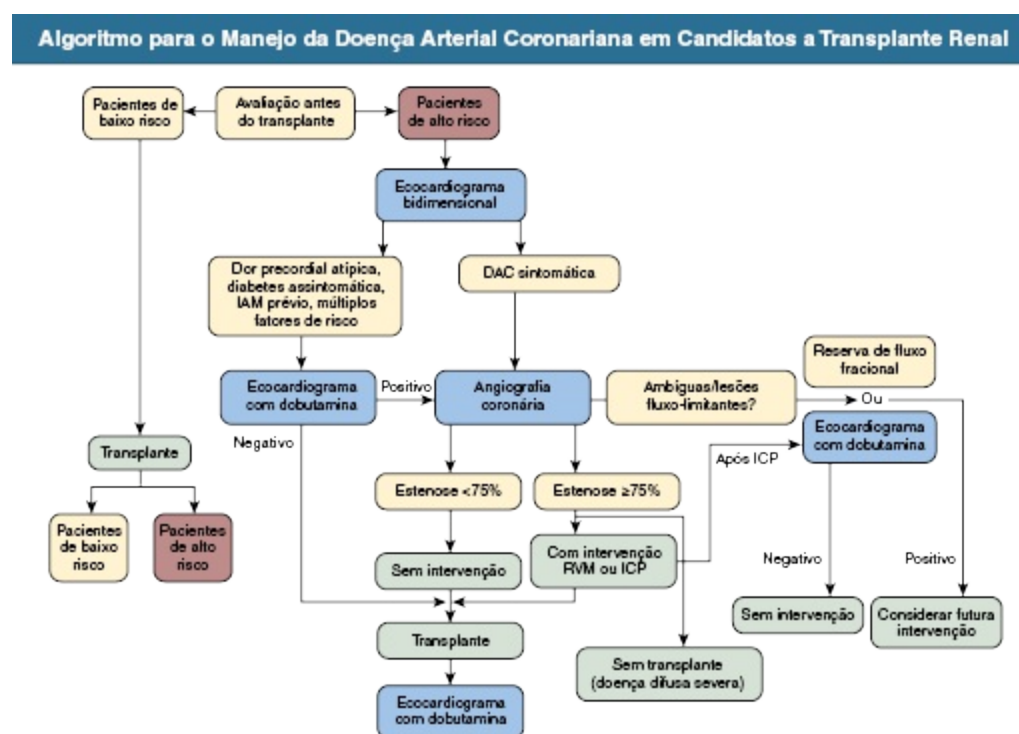 Algoritmo para o Manejo da Doença Arterial Coronariana em Candidatos a Transplante Renal
Pacientes de
baixo risco
Avaliação antes
do transplante
Pacientes
de alto risco
Ecocardiograma
bidimensional
Dor precordial atípica,
diabetes assintomática,
IAM prévio, múltiplos
fatores de risco
DAC sintomática
Reserva de fluxo
fracional
Ecocardiograma
com dobutamina
Positivo
Angiografia
coronária
Ambíguas/lesões
fluxo-limitantes?
Ou
Ecocardiograma
com dobutamina
Negativo
Transplante
Após ICP
Estenose <75%
Estenose ≥75%
Pacientes
de baixo
risco
Pacientes
de alto
risco
Sem intervenção
Com intervenção
RVM ou ICP
Negativo
Positivo
Sem intervenção
Considerar futura
intervenção
Transplante
Sem transplante
(doença difusa severa)
Ecocardiograma
com dobutamina